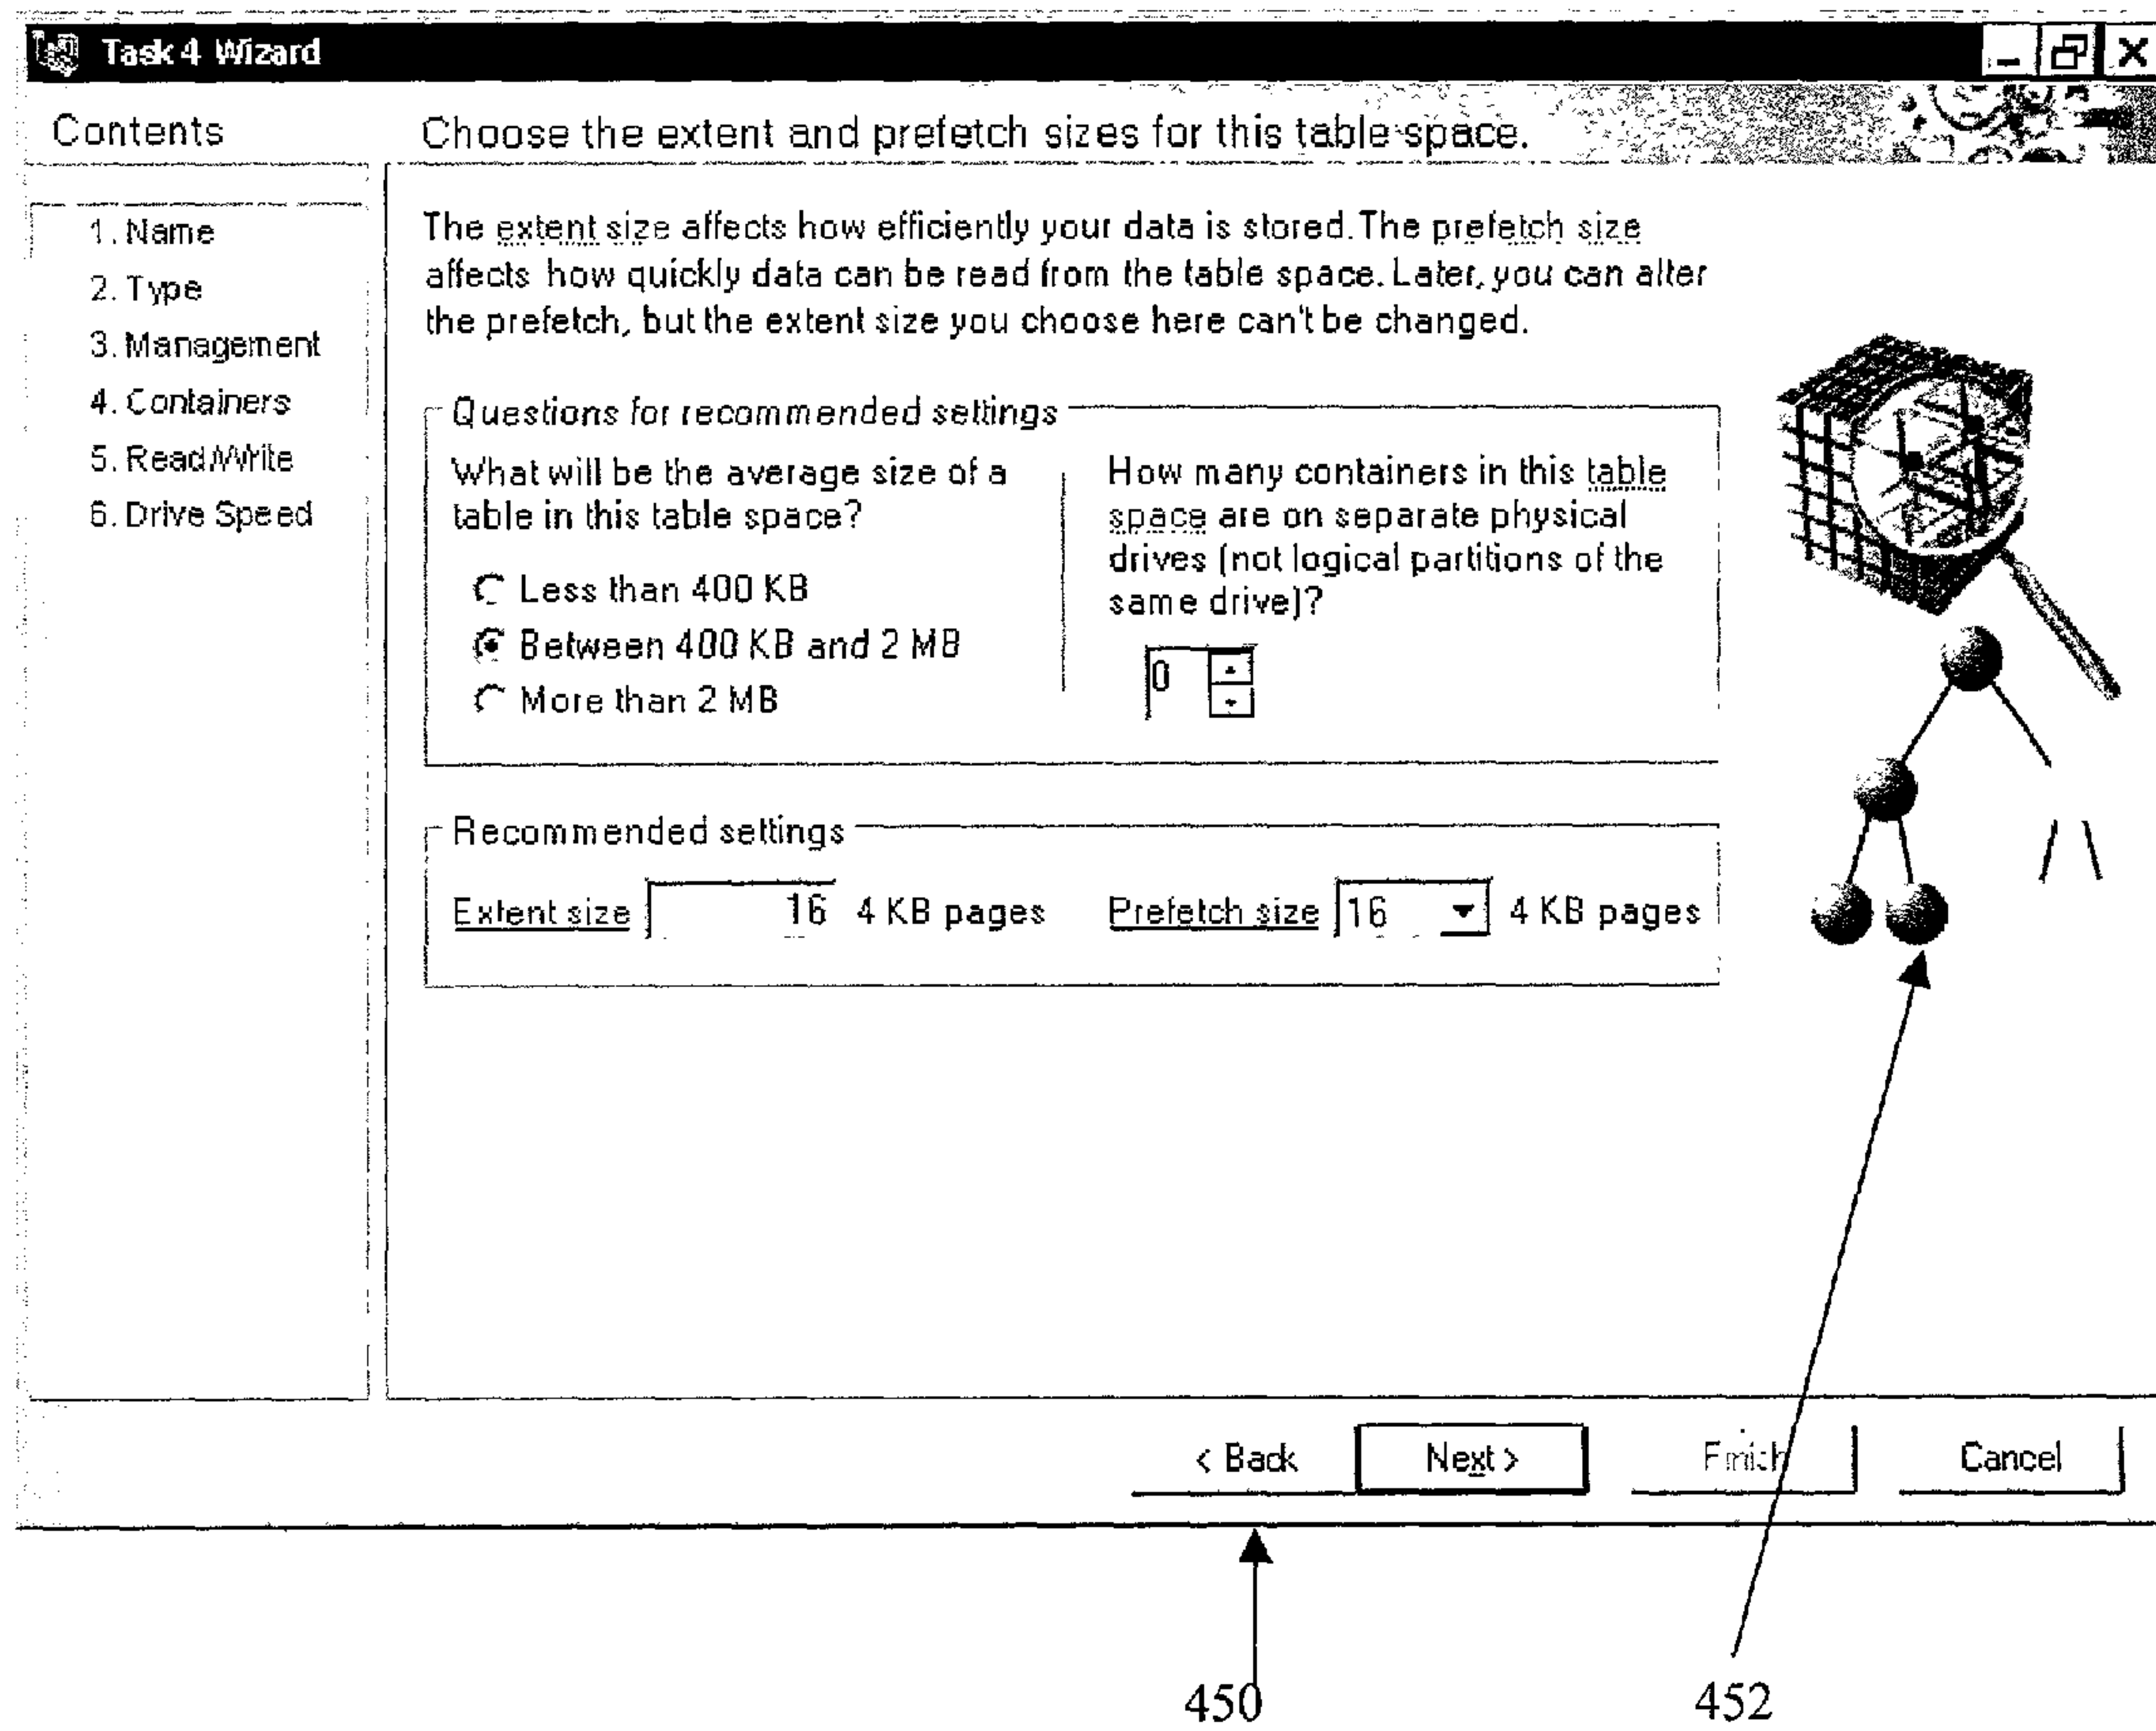 Task 4 Wizard
Contents
Choose the extent and prefetch sizes for this table space.
1. Name
2. Type
3. Management
4. Containers
5. Read/Write
6. Drive Speed
The extent size affects how efficiently your data is stored. The prefetch size
affects how quickly data can be read from the table space. Later, you can alter
the prefetch, but the extent size you choose here can't be changed.
Questions for recommended settings
What will be the average size of a
table in this table space?
Less than 400 KB
Between 400 KB and 2 MB
More than 2 MB
How many containers in this table
space are on separate physical
drives (not logical partitions of the
same drive)?
0
Recommended settings
Extent size 16 4 KB pages
Prefetch size 16 4 KB pages
< Back
Next >
Finish
Cancel
450
452